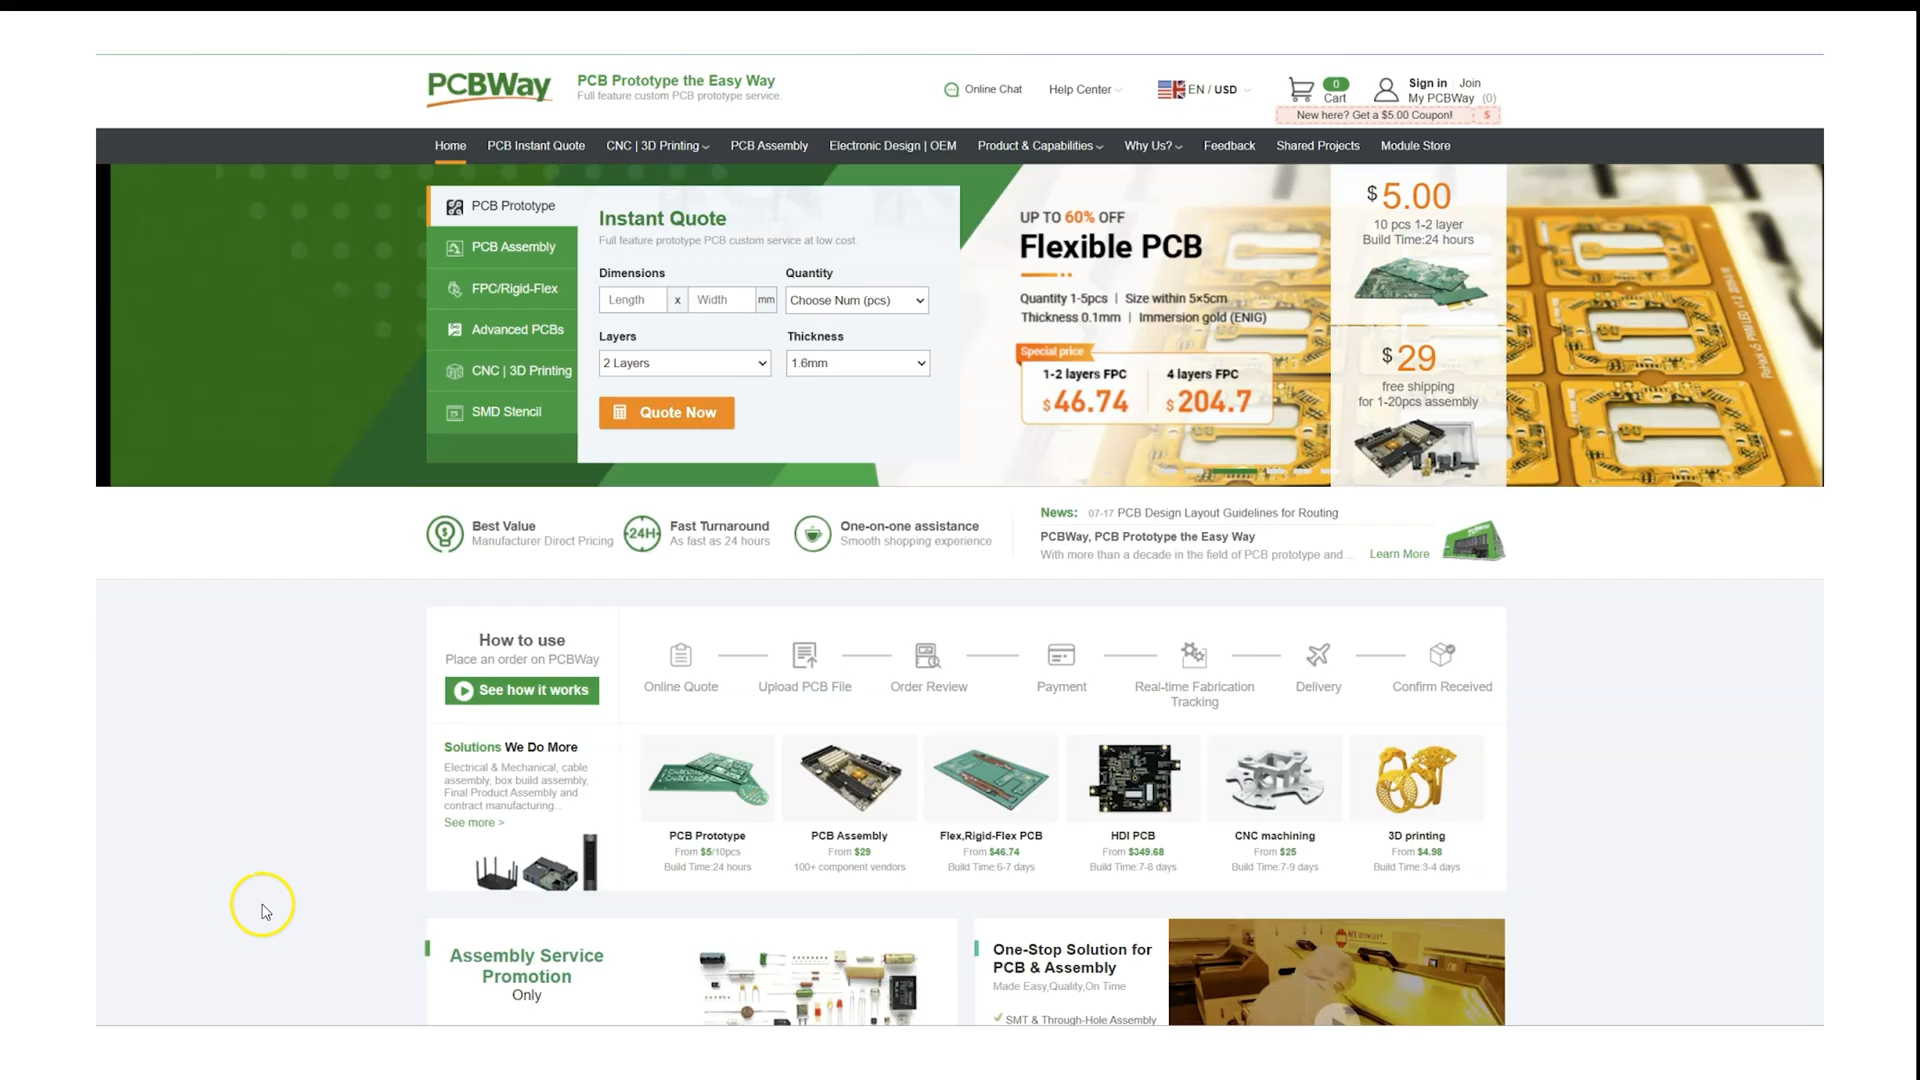 PCBWay
PCB Prototype the Easy Way
Full feature custom PCB prototype service.
Online Chat
Help Center
EN / USD
0
Cart
Sign in Join
My PCBWay (0)
New here? Get a $5.00 Coupon! $
Home
PCB Instant Quote
CNC | 3D Printing
PCB Assembly
Electronic Design | OEM
Product & Capabilities
Why Us?
Feedback
Shared Projects
Module Store
PCB Prototype
PCB Assembly
FPC/Rigid-Flex
Advanced PCBs
CNC | 3D Printing
SMD Stencil
Instant Quote
Full feature prototype PCB custom service at low cost.
Dimensions
Quantity
Length x Width mm
Choose Num (pcs)
Layers
Thickness
2 Layers
1.6mm
Quote Now
UP TO 60% OFF
Flexible PCB
Quantity 1-5pcs | Size within 5×5cm
Thickness 0.1mm | Immersion gold (ENIG)
Special price
1-2 layers FPC
$46.74
4 layers FPC
$204.7
$5.00
10 pcs 1-2 layer
Build Time:24 hours
$29
free shipping
for 1-20pcs assembly
Best Value
Manufacturer Direct Pricing
24H
Fast Turnaround
As fast as 24 hours
One-on-one assistance
Smooth shopping experience
News: 07-17 PCB Design Layout Guidelines for Routing
PCBWay, PCB Prototype the Easy Way
With more than a decade in the field of PCB prototype and ... Learn More
How to use
Place an order on PCBWay
See how it works
Online Quote
Upload PCB File
Order Review
Payment
Real-time Fabrication
Tracking
Delivery
Confirm Received
Solutions We Do More
Electrical & Mechanical, cable
assembly, box build assembly,
Final Product Assembly and
contract manufacturing...
See more >
PCB Prototype
From $5/10pcs
Build Time:24 hours
PCB Assembly
From $29
100+ component vendors
Flex,Rigid-Flex PCB
From $46.74
Build Time:6-7 days
HDI PCB
From $349.68
Build Time:7-8 days
CNC machining
From $25
Build Time:7-9 days
3D printing
From $4.98
Build Time:3-4 days
Assembly Service
Promotion
Only
One-Stop Solution for
PCB & Assembly
Made Easy,Quality,On Time
SMT & Through-Hole Assembly